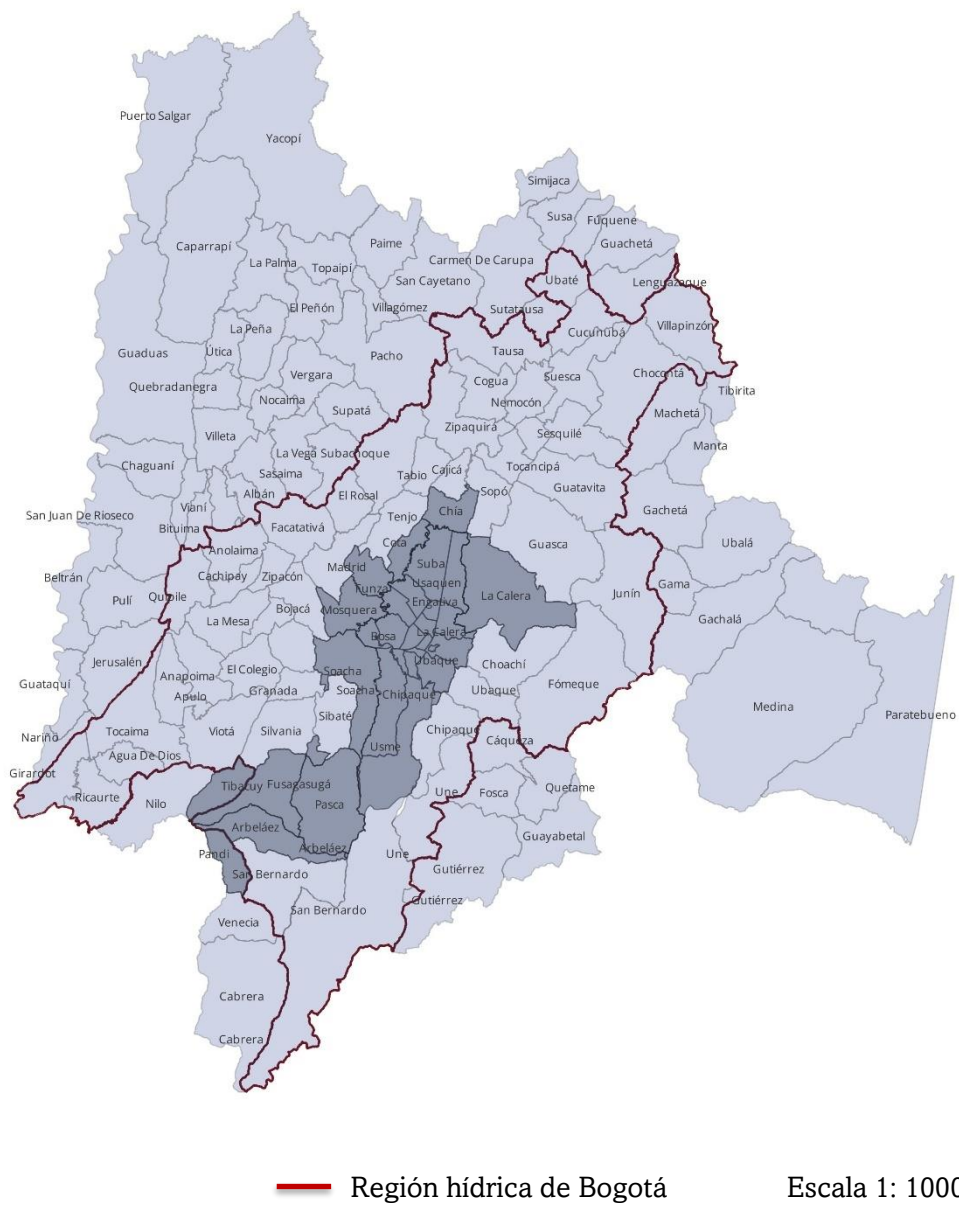 Puerto Salgar
Yacopí
Simijaca
Susa
Fúquene
Caparrapí
Paime
Guachetá
La Palma
Topaipí
Carmen De Carupa
San Cayetano
Ubaté
Lenguazaque
El Peñón
Villagómez
Sutatausa
La Peña
Cucunubá
Villapinzón
Guaduas
Útica
Pacho
Tausa
Vergara
Chocontá
Quebradanegra
Cogua
Suesca
Tibirita
Nocaima
Nemocón
Supatá
Machetá
Villeta
Zipaquirá
Sesquilé
Manta
La Vega
Subachoque
Chaguaní
Sasaima
Tabio
Cajicá
Tocancipá
Albán
El Rosal
Sopó
Guatavita
Vianí
Chía
Gachetá
San Juan De Rioseco
Tenjo
Bituima
Facatativá
Cota
Guasca
Ubalá
Anolaima
Suba
Madrid
Beltrán
Cachipay
Zipacón
Usaquen
Gama
Funza
Pulí
Quipile
Engativa
La Calera
Junín
Bojacá
Mosquera
La Mesa
Gachalá
Bosa
La Calera
Jerusalén
Ubaque
Choachí
El Colegio
Soacha
Anapoima
Guataquí
Fómeque
Granada
Soacha
Chipaque
Ubaque
Apulo
Medina
Paratebueno
Sibaté
Tocaima
Viotá
Silvania
Chipaque
Nariño
Cáqueza
Usme
Agua De Dios
Girardot
Tibacuy
Fusagasugá
Quetame
Ricaurte
Une
Fosca
Nilo
Pasca
Arbeláez
Guayabetal
Arbeláez
Pandi
Une
San Bernardo
Gutiérrez
Gutiérrez
San Bernardo
Venecia
Cabrera
Cabrera
Región hídrica de Bogotá Escala 1: 1000